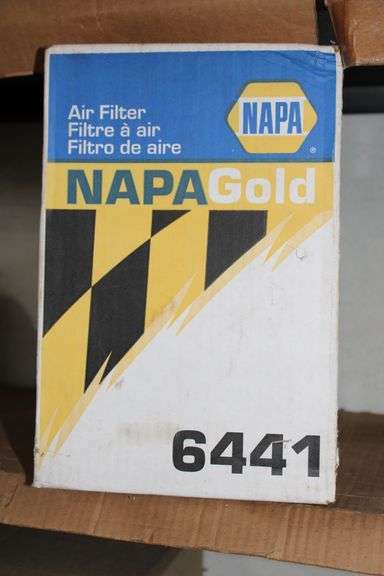 Air Filter
Filtre à air
Filtro de aire
NAPA
®
NAPAGold
6441